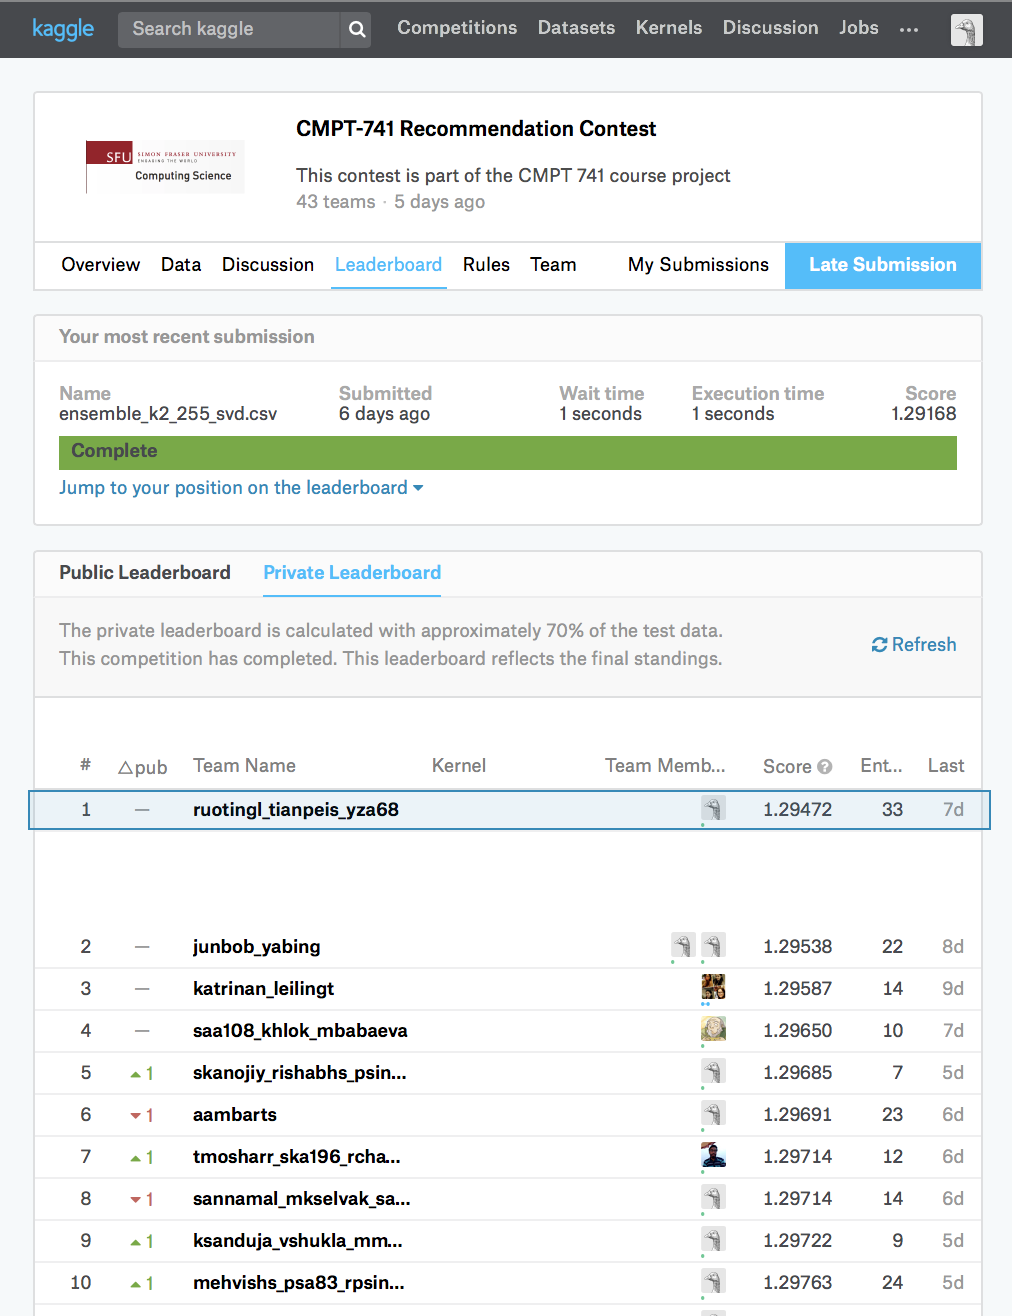 kaggle Search kaggle Competitions Datasets Kernels Discussion Jobs ...
CMPT-741 Recommendation Contest
SFU SIMON FRASER UNIVERSITY
ENGAGING THE WORLD
Computing Science
This contest is part of the CMPT 741 course project
43 teams · 5 days ago
Overview Data Discussion Leaderboard Rules Team My Submissions Late Submission
Your most recent submission
Name Submitted Wait time Execution time Score
ensemble_k2_255_svd.csv 6 days ago 1 seconds 1 seconds 1.29168
Complete
Jump to your position on the leaderboard
Public Leaderboard Private Leaderboard
The private leaderboard is calculated with approximately 70% of the test data.
This competition has completed. This leaderboard reflects the final standings.
Refresh
# △pub Team Name Kernel Team Memb... Score Ent... Last
1 — ruotingl_tianpeis_yza68 1.29472 33 7d
2 — junbob_yabing 1.29538 22 8d
3 — katrinan_leilingt 1.29587 14 9d
4 — saa108_khlok_mbabaeva 1.29650 10 7d
5 ▲1 skanojiy_rishabhs_psin... 1.29685 7 5d
6 ▼1 aambarts 1.29691 23 6d
7 ▲1 tmosharr_ska196_rcha... 1.29714 12 6d
8 ▼1 sannamal_mkselvak_sa... 1.29714 14 6d
9 ▲1 ksanduja_vshukla_mm... 1.29722 9 5d
10 ▲1 mehvishs_psa83_rpsin... 1.29763 24 5d